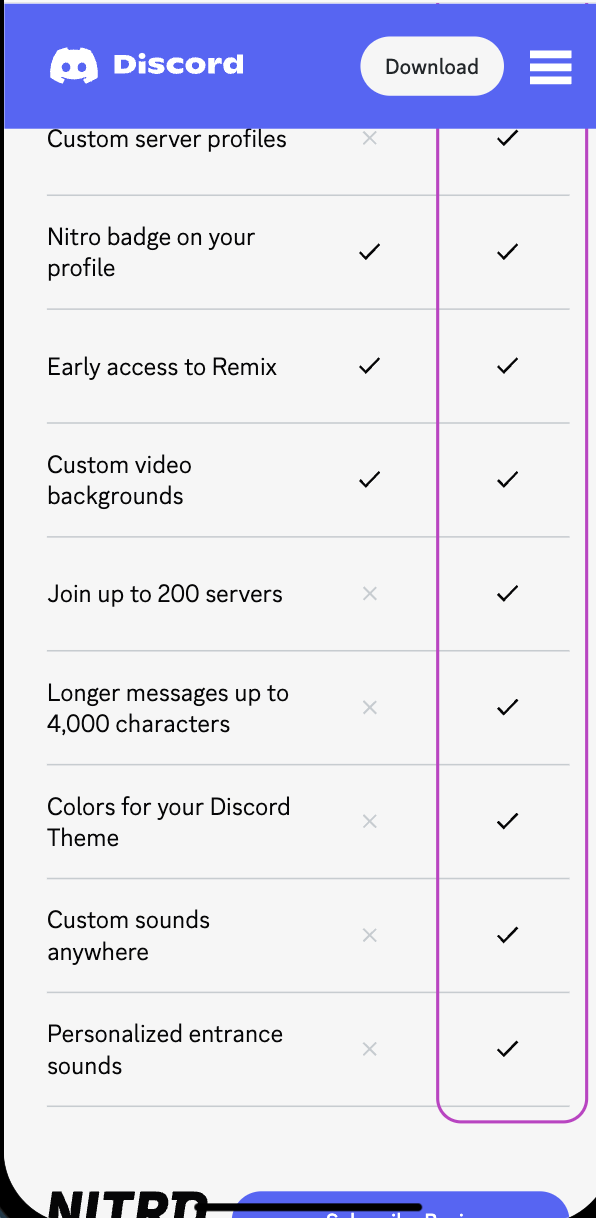 Discord
Download
Custom server profiles
Nitro badge on your
profile
Early access to Remix
Custom video
backgrounds
Join up to 200 servers
Longer messages up to
4,000 characters
Colors for your Discord
Theme
Custom sounds
anywhere
Personalized entrance
sounds
NITRO